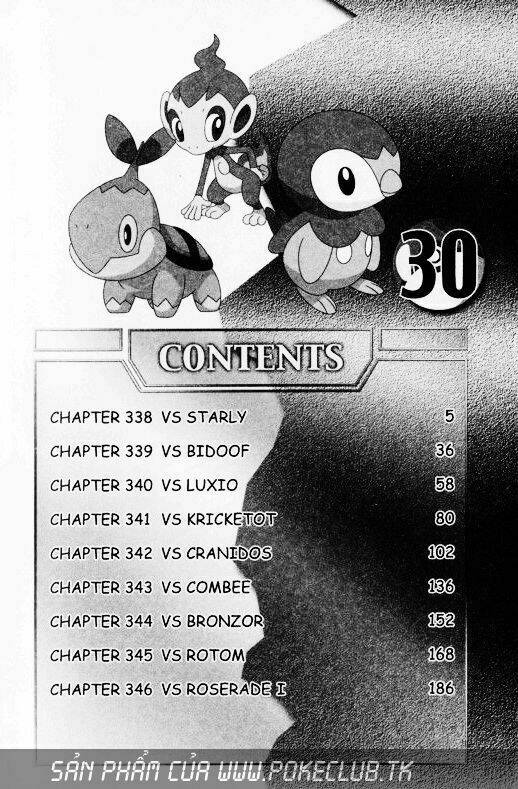 30
CONTENTS
CHAPTER 338 VS STARLY 5
CHAPTER 339 VS BIDOOF 36
CHAPTER 340 VS LUXIO 58
CHAPTER 341 VS KRICKETOT 80
CHAPTER 342 VS CRANIDOS 102
CHAPTER 343 VS COMBEE 136
CHAPTER 344 VS BRONZOR 152
CHAPTER 345 VS ROTOM 168
CHAPTER 346 VS ROSERADE I 186
SẢN PHẨM CỦA WWW.POKECLUB.TK